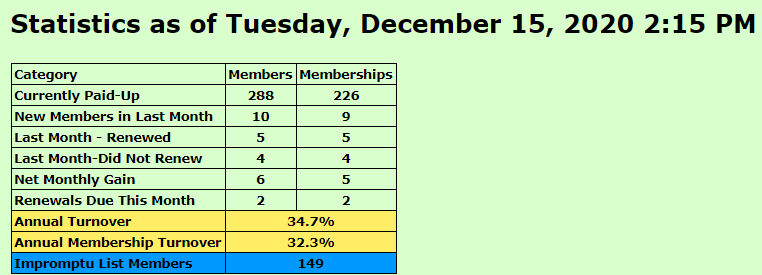 Statistics as of Tuesday, December 15, 2020 2:15 PM
Category Members Memberships
Currently Paid-Up 288 226
New Members in Last Month 10 9
Last Month - Renewed 5 5
Last Month-Did Not Renew 4 4
Net Monthly Gain 6 5
Renewals Due This Month 2 2
Annual Turnover 34.7%
Annual Membership Turnover 32.3%
Impromptu List Members 149